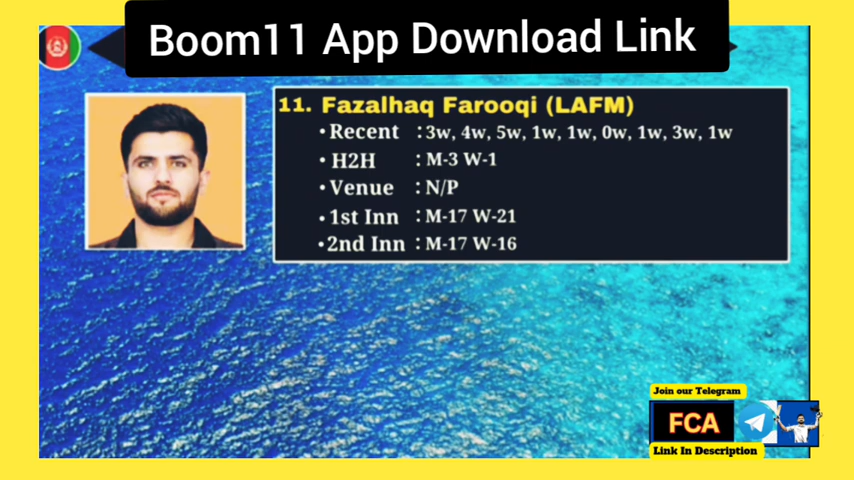 Boom11 App Download Link
11. Fazalhaq Farooqi (LAFM)
•Recent :3w, 4w, 5w, 1w, 1w, 0w, 1w, 3w, 1w
•H2H :M-3 W-1
•Venue :N/P
•1st Inn :M-17 W-21
•2nd Inn :M-17 W-16
Join our Telegram
FCA
Link In Description